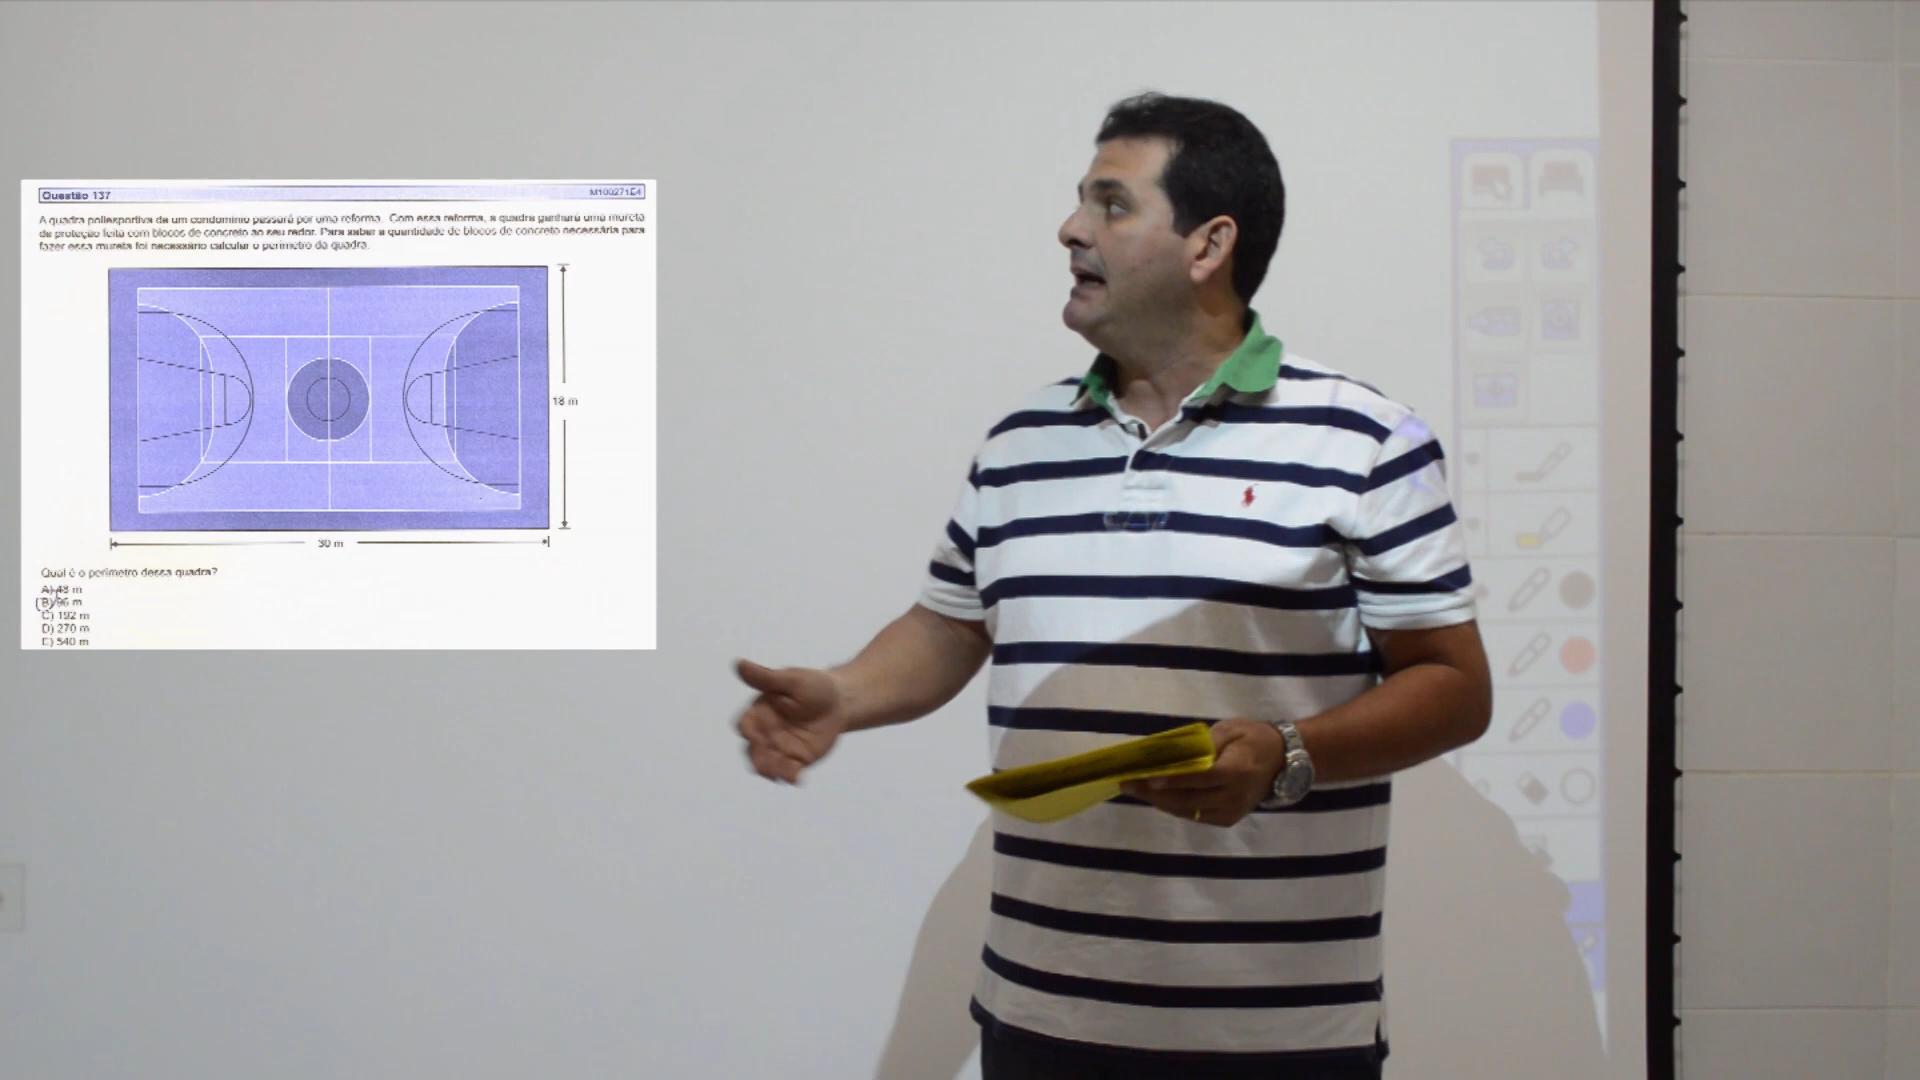 Questão 137
M100271E4
A quadra poliesportiva de um condomínio passará por uma reforma. Com essa reforma, a quadra ganhará uma mureta
de proteção feita com blocos de concreto ao seu redor. Para saber a quantidade de blocos de concreto necessária para
fazer essa mureta foi necessário calcular o perímetro da quadra.
18 m
30 m
Qual é o perímetro dessa quadra?
A) 48 m
B) 96 m
C) 192 m
D) 270 m
E) 540 m